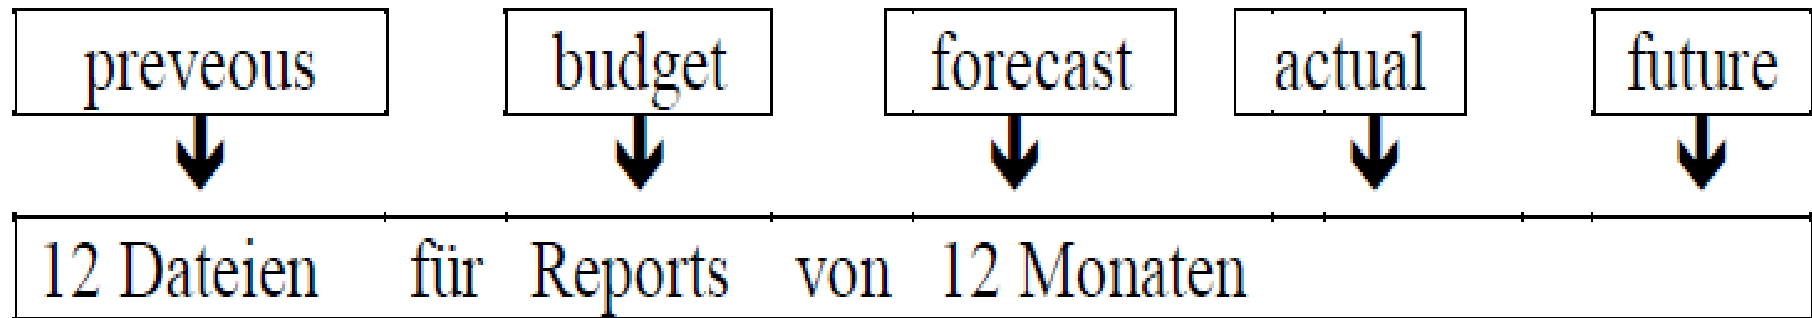 preveous budget forecast actual future
12 Dateien für Reports von 12 Monaten